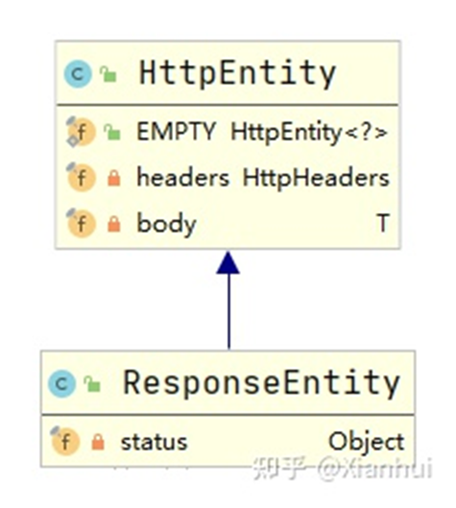 HttpEntity
EMPTY HttpEntity<?>
headers HttpHeaders
body T
ResponseEntity
status Object
知乎 @Xianhui